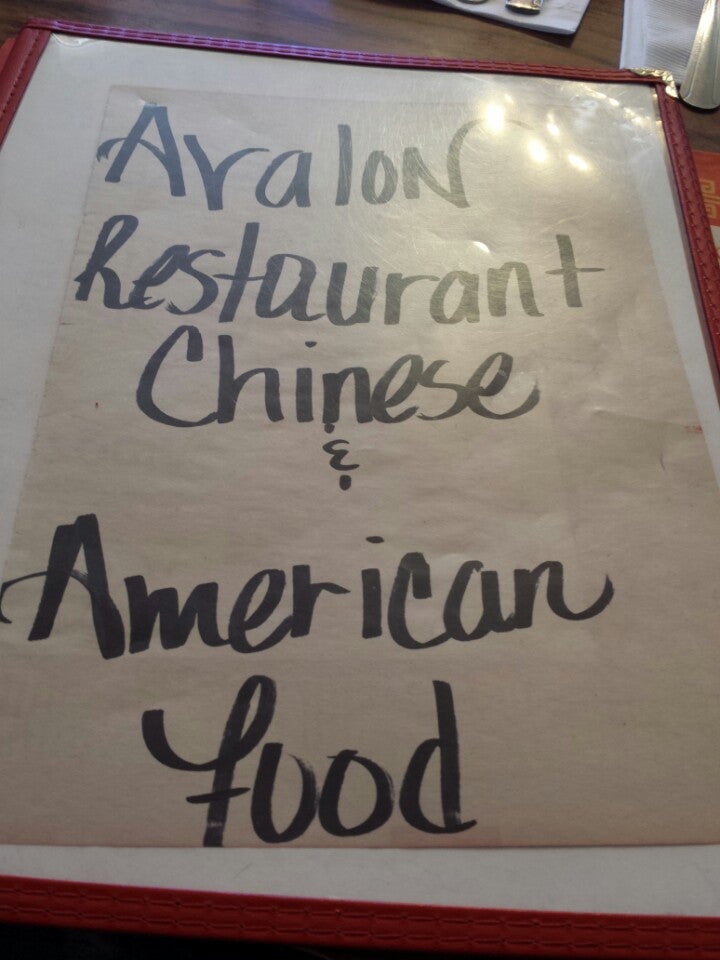 Avalon
Restaurant
Chinese
&
American
Food